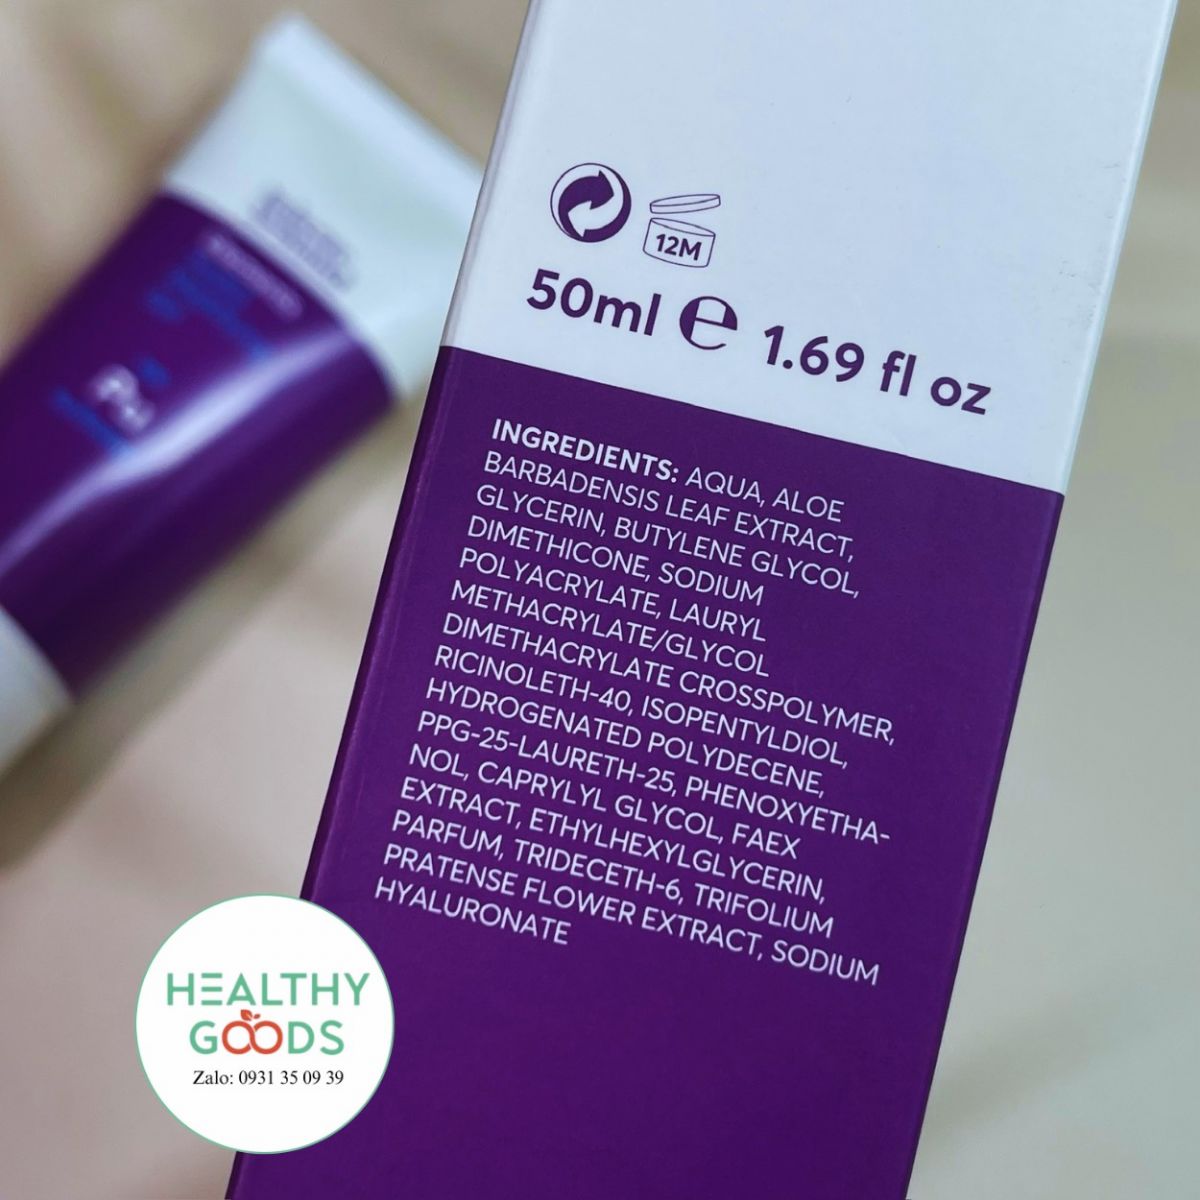 12M
50ml ℮ 1.69 fl oz
INGREDIENTS: AQUA, ALOE
BARBADENSIS LEAF EXTRACT,
GLYCERIN, BUTYLENE GLYCOL,
DIMETHICONE, SODIUM
POLYACRYLATE, LAURYL
METHACRYLATE/GLYCOL
DIMETHACRYLATE CROSSPOLYMER,
RICINOLETH-40, ISOPENTYLDIOL,
HYDROGENATED POLYDECENE,
PPG-25-LAURETH-25, PHENOXYETHA-
NOL, CAPRYLYL GLYCOL, FAEX
EXTRACT, ETHYLHEXYLGLYCERIN,
PARFUM, TRIDECETH-6, TRIFOLIUM
PRATENSE FLOWER EXTRACT, SODIUM
HYALURONATE
HEALTHY
GOODS
Zalo: 0931 35 09 39